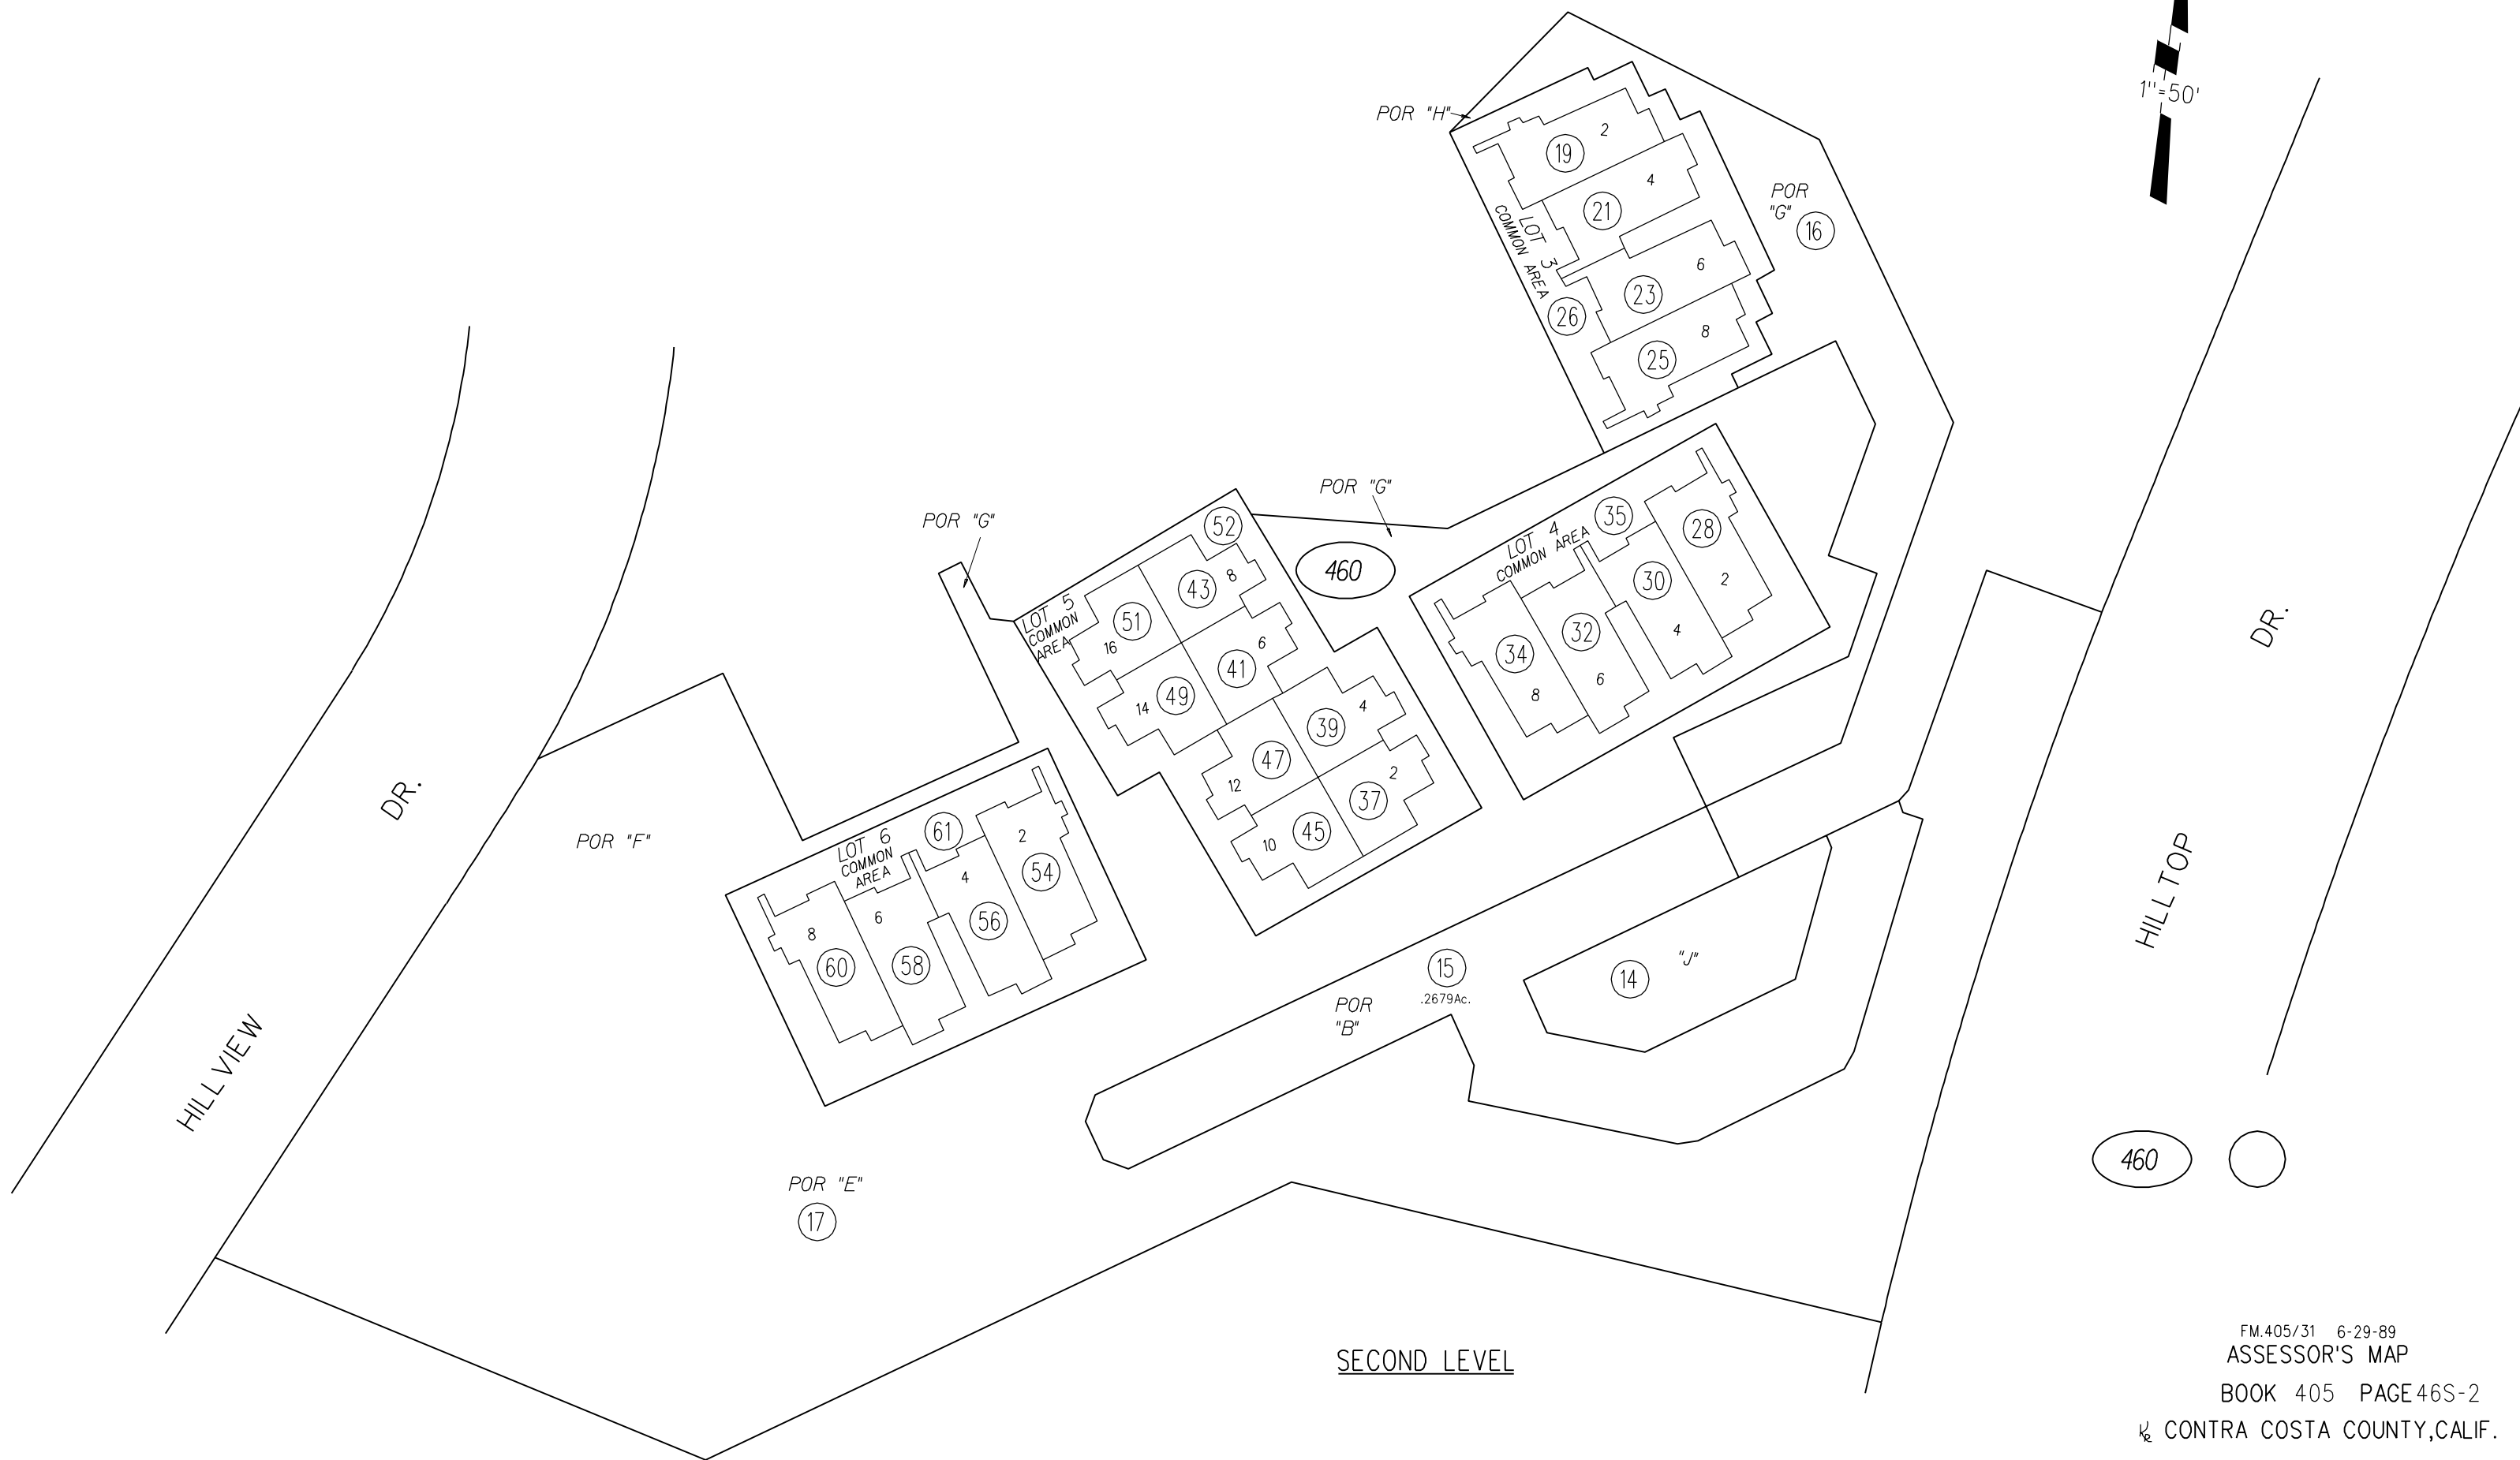 1"=50'
POR "H"
19
2
21
4
POR
"G"
16
LOT 3
COMMON AREA
26
23
6
25
8
POR "G"
POR "G"
460
52
LOT 5
COMMON
AREA
51
16
43
8
49
14
41
6
47
12
39
4
45
10
37
2
LOT 4
COMMON AREA
35
28
2
30
4
32
6
34
8
HILLVIEW DR.
POR "F"
LOT 6
COMMON
AREA
61
54
2
56
4
58
6
60
8
HILLTOP DR.
15
.2679Ac.
POR
"B"
14
"J"
POR "E"
17
460
SECOND LEVEL
FM.405/31 6-29-89
ASSESSOR'S MAP
BOOK 405 PAGE 46S-2
CONTRA COSTA COUNTY,CALIF.